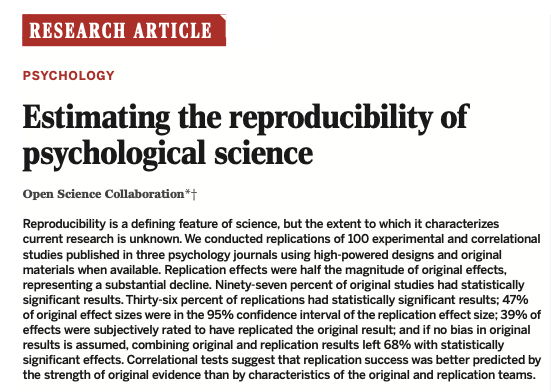 RESEARCH ARTICLE
PSYCHOLOGY
Estimating the reproducibility of
psychological science
Open Science Collaboration*†
Reproducibility is a defining feature of science, but the extent to which it characterizes
current research is unknown. We conducted replications of 100 experimental and correlational
studies published in three psychology journals using high-powered designs and original
materials when available. Replication effects were half the magnitude of original effects,
representing a substantial decline. Ninety-seven percent of original studies had statistically
significant results. Thirty-six percent of replications had statistically significant results; 47%
of original effect sizes were in the 95% confidence interval of the replication effect size; 39% of
effects were subjectively rated to have replicated the original result; and if no bias in original
results is assumed, combining original and replication results left 68% with statistically
significant effects. Correlational tests suggest that replication success was better predicted by
the strength of original evidence than by characteristics of the original and replication teams.